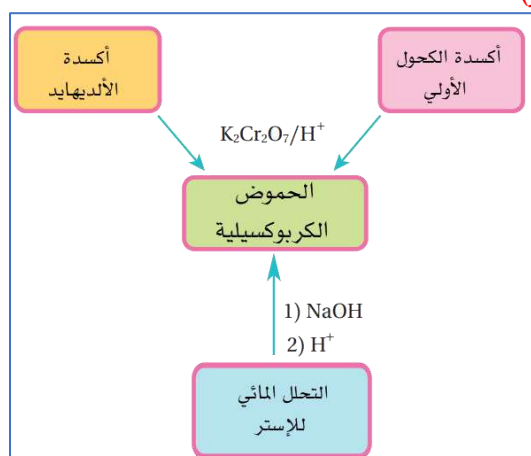 أكسدة الكحول
الأولي
أكسدة
الألديهايد
K₂Cr₂O₇/H⁺
الحموض
الكربوكسيلية
1) NaOH
2) H⁺
التحلل المائي
للإستر